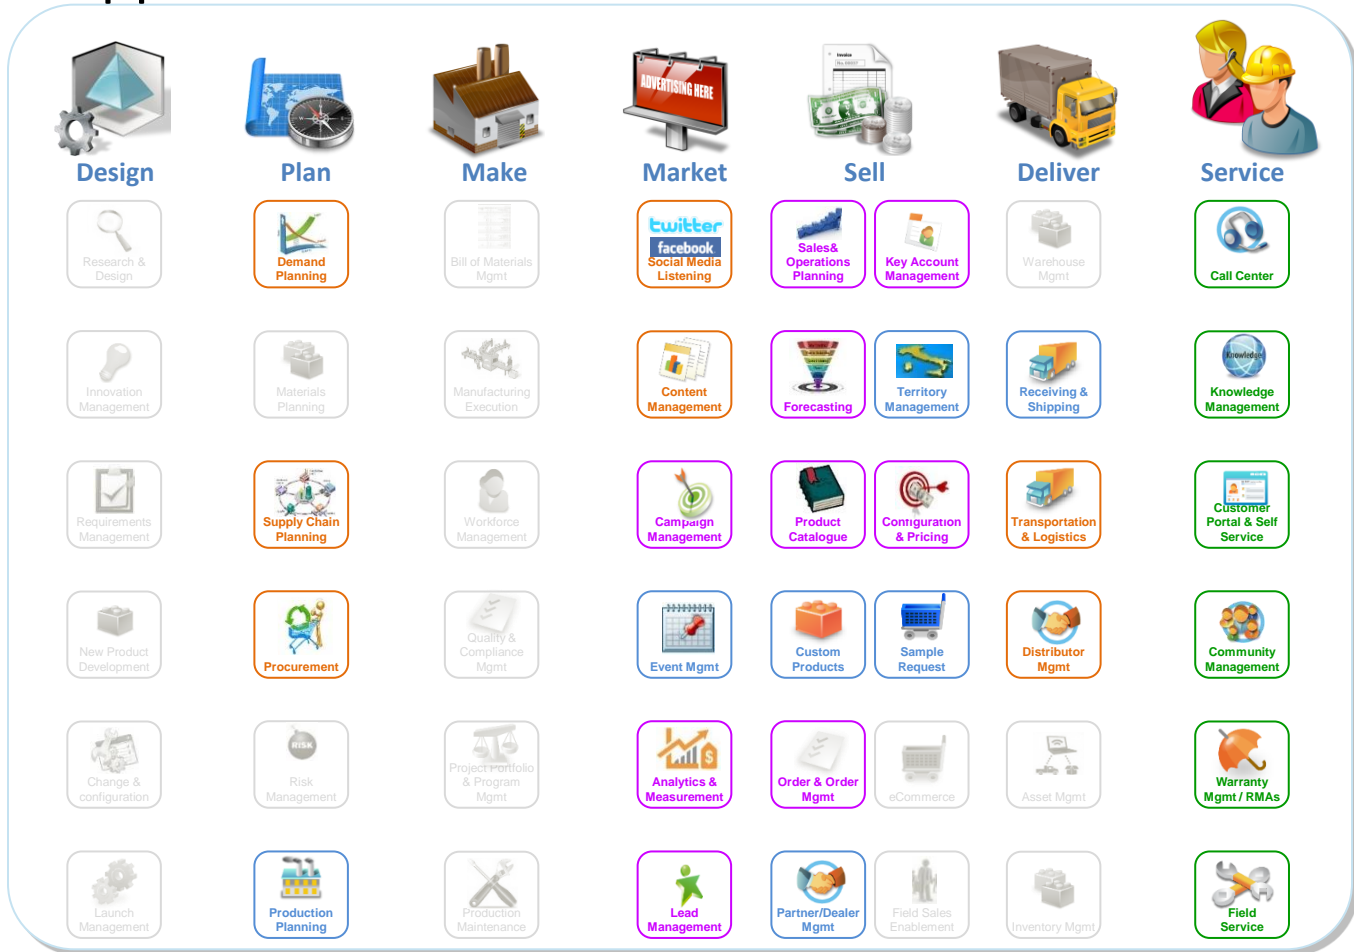 Design
Plan
Make
Market
Sell
Deliver
Service
ADVERTISING HERE
Invoice
Research &
Design
Demand
Planning
Bill of Materials
Mgmt
twitter
facebook
Social Media
Listening
Sales&
Operations
Planning
Key Account
Management
Warehouse
Mgmt
Call Center
Innovation
Management
Materials
Planning
Manufacturing
Execution
Content
Management
Forecasting
Territory
Management
Receiving &
Shipping
Knowledge
Knowledge
Management
Requirements
Management
Supply Chain
Planning
Workforce
Management
Campaign
Management
Product
Catalogue
Configuration
& Pricing
Transportation
& Logistics
Customer
Portal & Self
Service
New Product
Development
Procurement
Quality &
Compliance
Mgmt
Event Mgmt
Custom
Products
Sample
Request
Distributor
Mgmt
Community
Management
Change &
configuration
RISK
Risk
Management
Project Portfolio
& Program
Mgmt
Analytics &
Measurement
Order & Order
Mgmt
eCommerce
Asset Mgmt
Warranty
Mgmt / RMAs
Launch
Management
Production
Planning
Production
Maintenance
Lead
Management
Partner/Dealer
Mgmt
Field Sales
Enablement
Inventory Mgmt
Field
Service